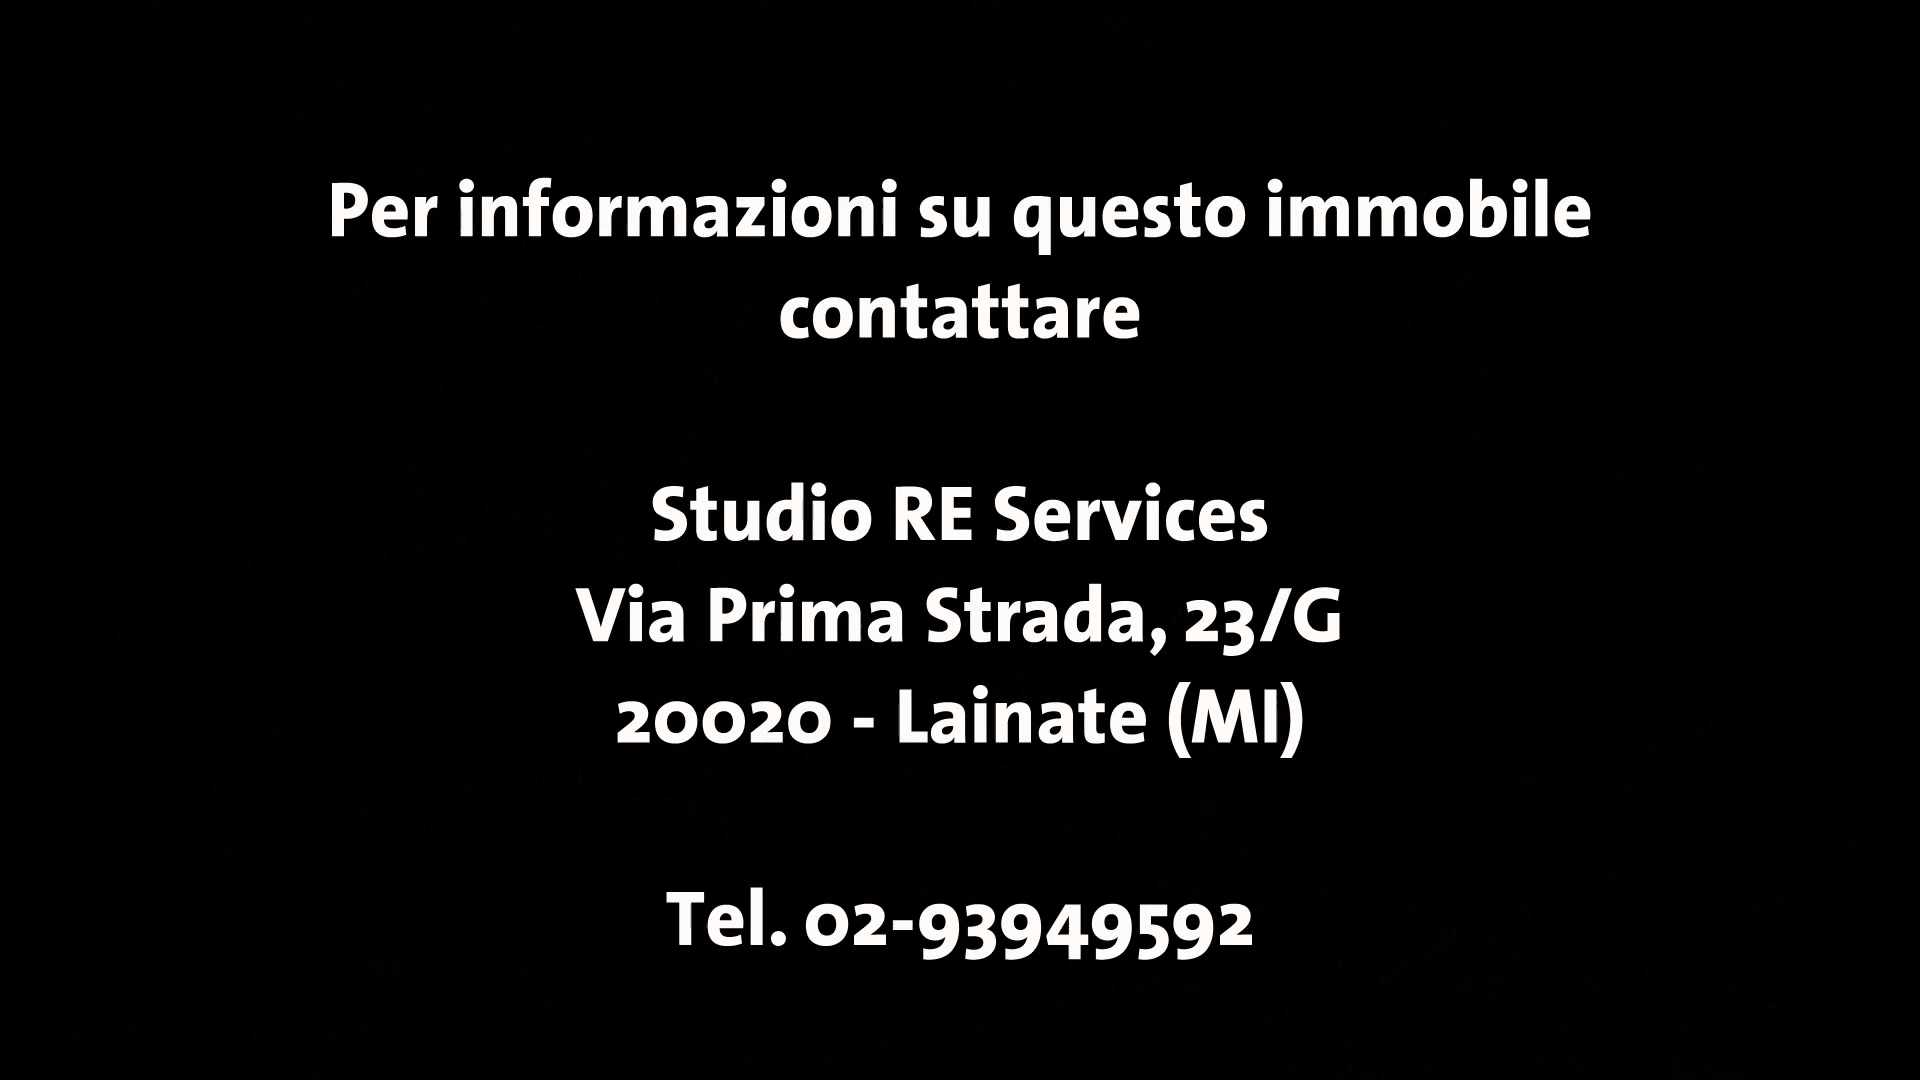 Per informazioni su questo immobile
contattare
Studio RE Services
Via Prima Strada, 23/G
20020 - Lainate (MI)
Tel. 02-93949592